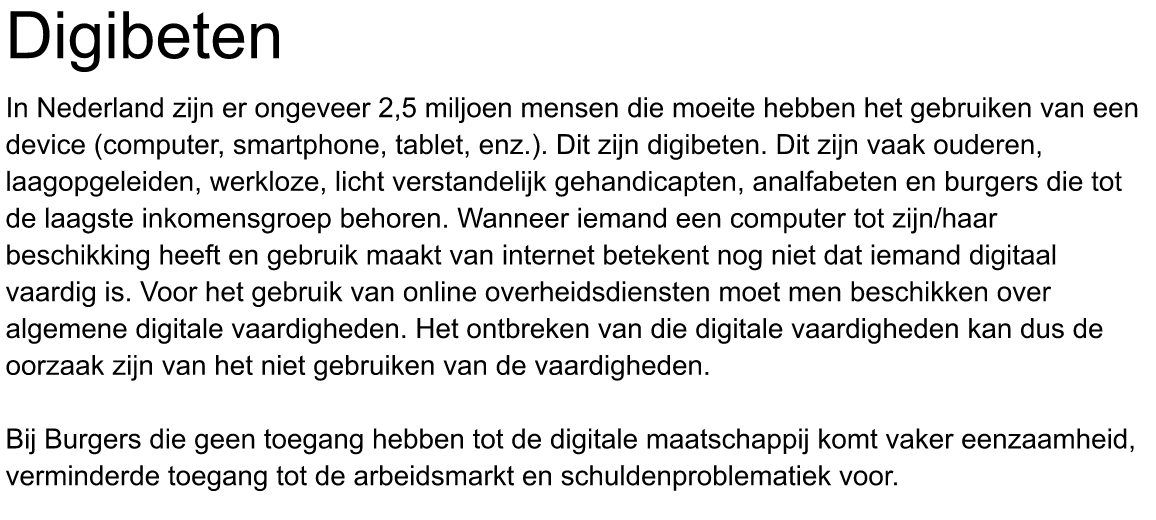 Digibeten
In Nederland zijn er ongeveer 2,5 miljoen mensen die moeite hebben het gebruiken van een
device (computer, smartphone, tablet, enz.). Dit zijn digibeten. Dit zijn vaak ouderen,
laagopgeleiden, werkloze, licht verstandelijk gehandicapten, analfabeten en burgers die tot
de laagste inkomensgroep behoren. Wanneer iemand een computer tot zijn/haar
beschikking heeft en gebruik maakt van internet betekent nog niet dat iemand digitaal
vaardig is. Voor het gebruik van online overheidsdiensten moet men beschikken over
algemene digitale vaardigheden. Het ontbreken van die digitale vaardigheden kan dus de
oorzaak zijn van het niet gebruiken van de vaardigheden.
Bij Burgers die geen toegang hebben tot de digitale maatschappij komt vaker eenzaamheid,
verminderde toegang tot de arbeidsmarkt en schuldenproblematiek voor.